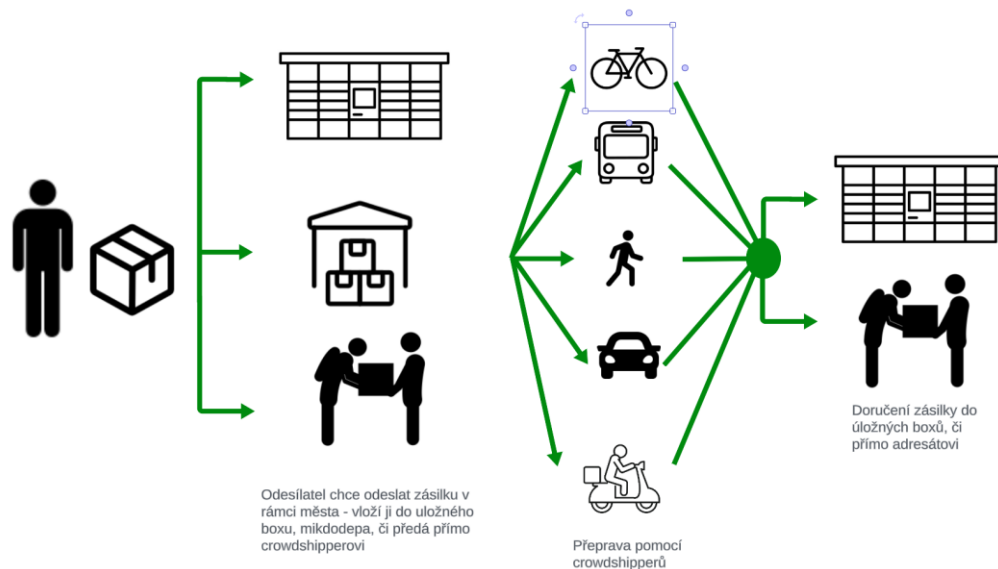 Odesílatel chce odeslat zásilku v
rámci města - vloží ji do uložného
boxu, mikdodepa, či předá přímo
crowdshipperovi
Přeprava pomocí
crowdshipperů
Doručení zásilky do
úložných boxů, či
přímo adresátovi